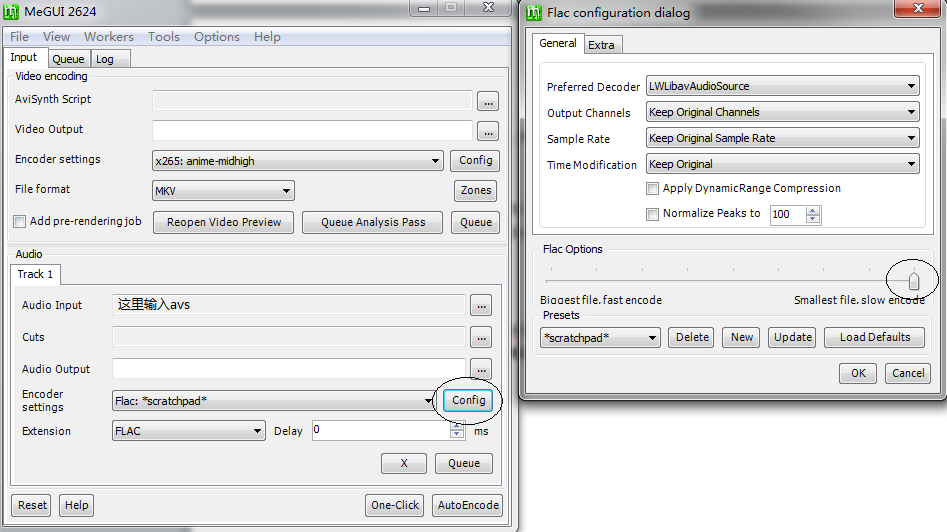 MeGUI 2624
File View Workers Tools Options Help
Input Queue Log
Video encoding
AviSynth Script ...
Video Output ...
Encoder settings x265: anime-midhigh Config
File format MKV Zones
Add pre-rendering job Reopen Video Preview Queue Analysis Pass Queue
Audio
Track 1
Audio Input 这里输入avs ...
Cuts ...
Audio Output ...
Encoder
settings Flac: *scratchpad* Config
Extension FLAC Delay 0 ms
X Queue
Reset Help One-Click AutoEncode
Flac configuration dialog
General Extra
Preferred Decoder LWLibavAudioSource
Output Channels Keep Original Channels
Sample Rate Keep Original Sample Rate
Time Modification Keep Original
Apply DynamicRange Compression
Normalize Peaks to 100
Flac Options
Biggest file, fast encode Smallest file, slow encode
Presets
*scratchpad* Delete New Update Load Defaults
OK Cancel